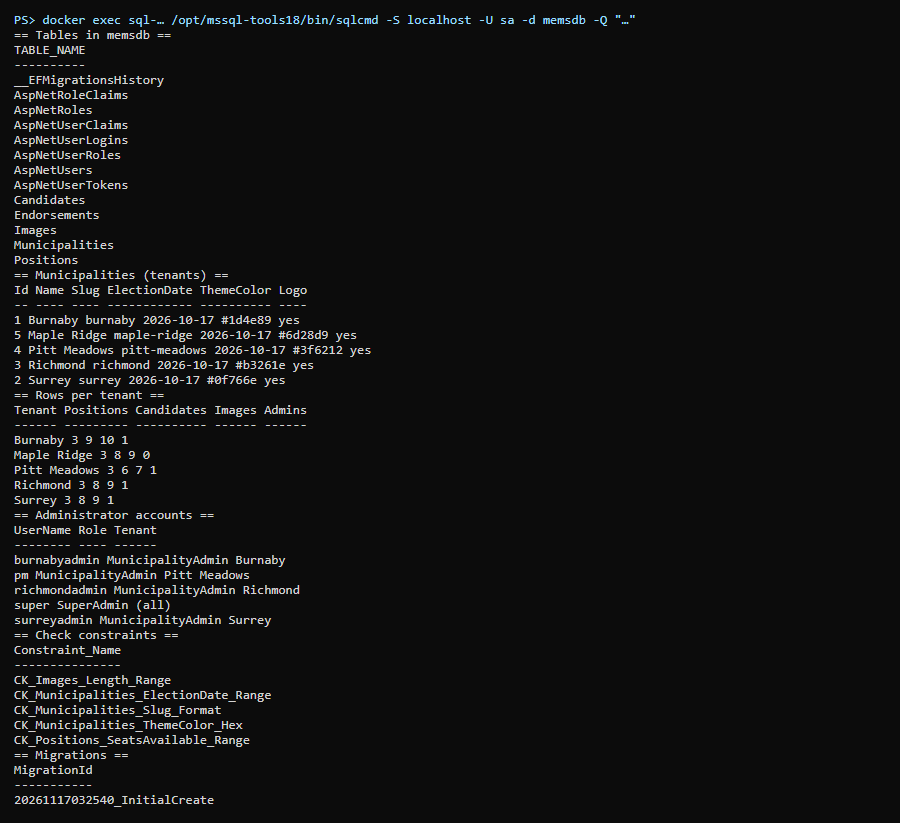 PS> docker exec sql-… /opt/mssql-tools18/bin/sqlcmd -S localhost -U sa -d memsdb -Q "…"
== Tables in memsdb ==
TABLE_NAME
----------
__EFMigrationsHistory
AspNetRoleClaims
AspNetRoles
AspNetUserClaims
AspNetUserLogins
AspNetUserRoles
AspNetUsers
AspNetUserTokens
Candidates
Endorsements
Images
Municipalities
Positions
== Municipalities (tenants) ==
Id Name Slug ElectionDate ThemeColor Logo
-- ---- ---- ------------ ---------- ----
1 Burnaby burnaby 2026-10-17 #1d4e89 yes
5 Maple Ridge maple-ridge 2026-10-17 #6d28d9 yes
4 Pitt Meadows pitt-meadows 2026-10-17 #3f6212 yes
3 Richmond richmond 2026-10-17 #b3261e yes
2 Surrey surrey 2026-10-17 #0f766e yes
== Rows per tenant ==
Tenant Positions Candidates Images Admins
------ --------- ---------- ------ ------
Burnaby 3 9 10 1
Maple Ridge 3 8 9 0
Pitt Meadows 3 6 7 1
Richmond 3 8 9 1
Surrey 3 8 9 1
== Administrator accounts ==
UserName Role Tenant
-------- ---- ------
burnabyadmin MunicipalityAdmin Burnaby
pm MunicipalityAdmin Pitt Meadows
richmondadmin MunicipalityAdmin Richmond
super SuperAdmin (all)
surreyadmin MunicipalityAdmin Surrey
== Check constraints ==
Constraint_Name
---------------
CK_Images_Length_Range
CK_Municipalities_ElectionDate_Range
CK_Municipalities_Slug_Format
CK_Municipalities_ThemeColor_Hex
CK_Positions_SeatsAvailable_Range
== Migrations ==
MigrationId
-----------
20261117032540_InitialCreate